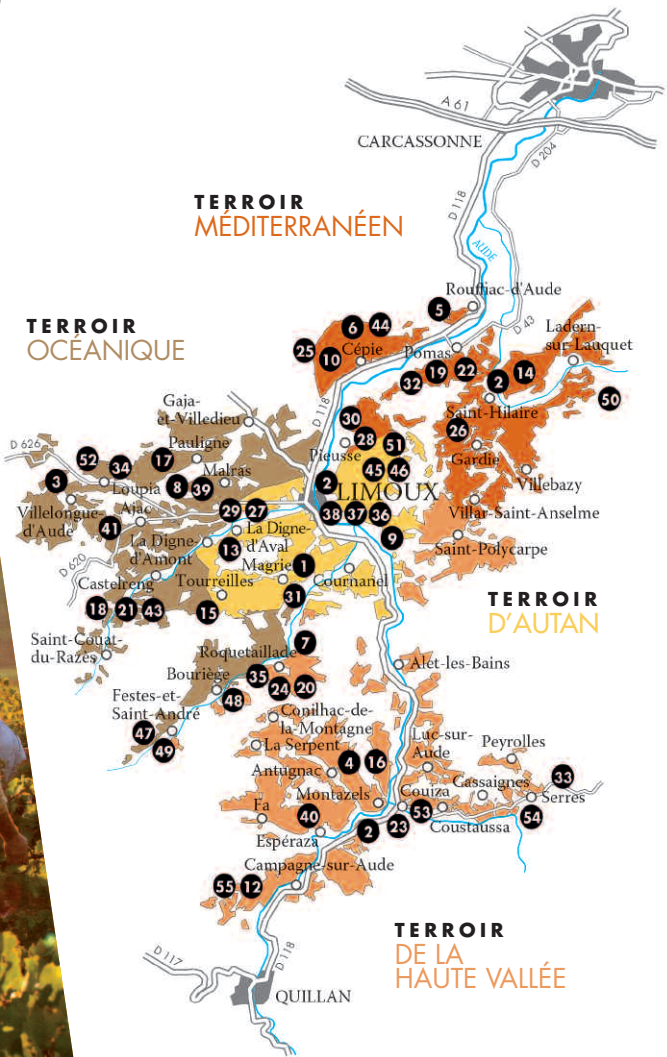 A 61
CARCASSONNE
D 204
D 118
TERROIR
MÉDITERRANÉEN
AUDE
Rouffiac-d'Aude
5
6
44
D 43
TERROIR
OCÉANIQUE
25
10
Cépie
Pomas
Ladern-
sur-Lauquet
32
19
22
2
14
50
Gaja-
et-Villedieu
D 118
30
Saint-Hilaire
D 626
Pauligne
28
51
26
52
34
17
Pieusse
Gardie
3
Loupia
8
39
Malras
45
46
2
LIMOUX
Villebazy
Villelongue-
d'Aude
41
Ajac
29
27
38
37
36
Villar-Saint-Anselme
La Digne-
d'Aval
9
La Digne-
d'Amont
13
Saint-Polycarpe
D 620
Magrie
1
Castelreng
Tourreilles
Cournanel
TERROIR
D'AUTAN
18
21
43
15
31
Saint-Couat-
du-Razès
7
Roquetaillade
Alet-les-Bains
Bouriège
35
24
20
48
Festes-et-
Saint-André
Conilhac-de-
la-Montagne
47
49
La Serpent
Luc-sur-
Aude
Peyrolles
4
16
Antugnac
33
Montazels
Couiza
Cassaignes
Serres
Fa
40
53
54
2
23
Coustaussa
Espéraza
Campagne-sur-Aude
55
12
TERROIR
DE LA
HAUTE VALLÉE
D 117
D 118
QUILLAN